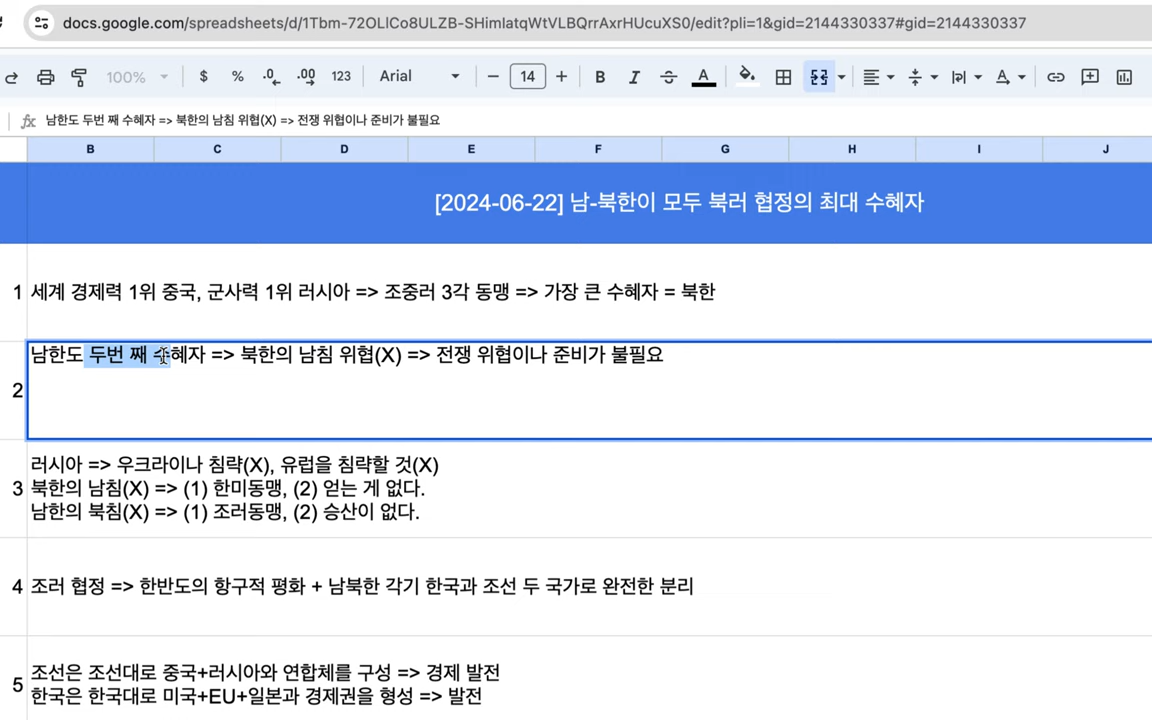 docs.google.com/spreadsheets/d/1Tbm-72OLlCo8ULZB-SHimlatqWtVLBQrrAxrHUcuXS0/edit?pli=1&gid=2144330337#gid=2144330337
100% $ % .0 .00 123 Arial 14 B I A A
fx 남한도 두번 째 수혜자 => 북한의 남침 위협(X) => 전쟁 위협이나 준비가 불필요
B C D E F G H I J
[2024-06-22] 남-북한이 모두 북러 협정의 최대 수혜자
1 세계 경제력 1위 중국, 군사력 1위 러시아 => 조중러 3각 동맹 => 가장 큰 수혜자 = 북한
2 남한도 두번 째 수혜자 => 북한의 남침 위협(X) => 전쟁 위협이나 준비가 불필요
러시아 => 우크라이나 침략(X), 유럽을 침략할 것(X)
3 북한의 남침(X) => (1) 한미동맹, (2) 얻는 게 없다.
남한의 북침(X) => (1) 조러동맹, (2) 승산이 없다.
4 조러 협정 => 한반도의 항구적 평화 + 남북한 각기 한국과 조선 두 국가로 완전한 분리
5 조선은 조선대로 중국+러시아와 연합체를 구성 => 경제 발전
한국은 한국대로 미국+EU+일본과 경제권을 형성 => 발전